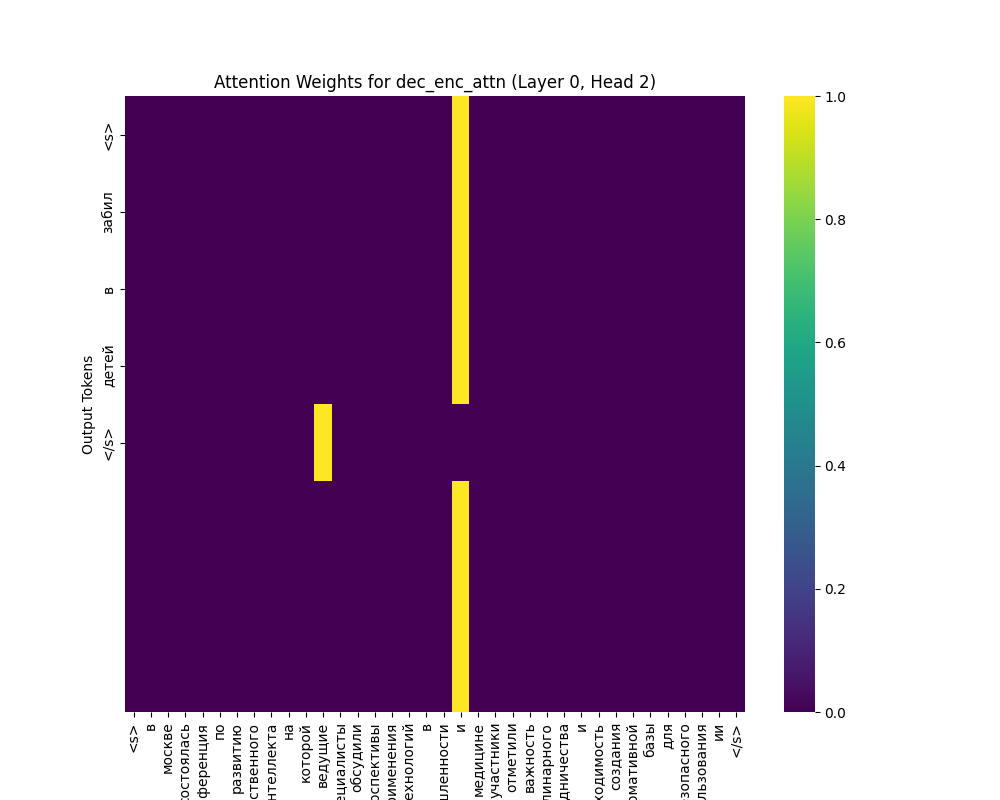 Attention Weights for dec_enc_attn (Layer 0, Head 2)
Output Tokens
<s>
забил
в
детей
</s>
<s>
в
москве
остоялась
ференция
по
развитию
ственного
нтеллекта
на
которой
ведущие
ециалисты
обсудили
оспективы
рименения
ехнологий
в
шленности
и
медицине
участники
отметили
важность
линарного
дничества
и
ходимость
создания
рмативной
базы
для
зопасного
льзования
ии
</s>
1.0
0.8
0.6
0.4
0.2
0.0